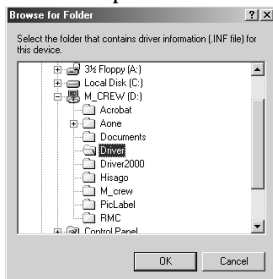 Browse for Folder
? ×
Select the folder that contains driver information (.INF file) for
this device.
3½ Floppy (A:)
Local Disk (C:)
M_CREW (D:)
Acrobat
Aone
Documents
Driver
Driver2000
Hisago
M_crew
PicLabel
RMC
Control Panel
OK
Cancel